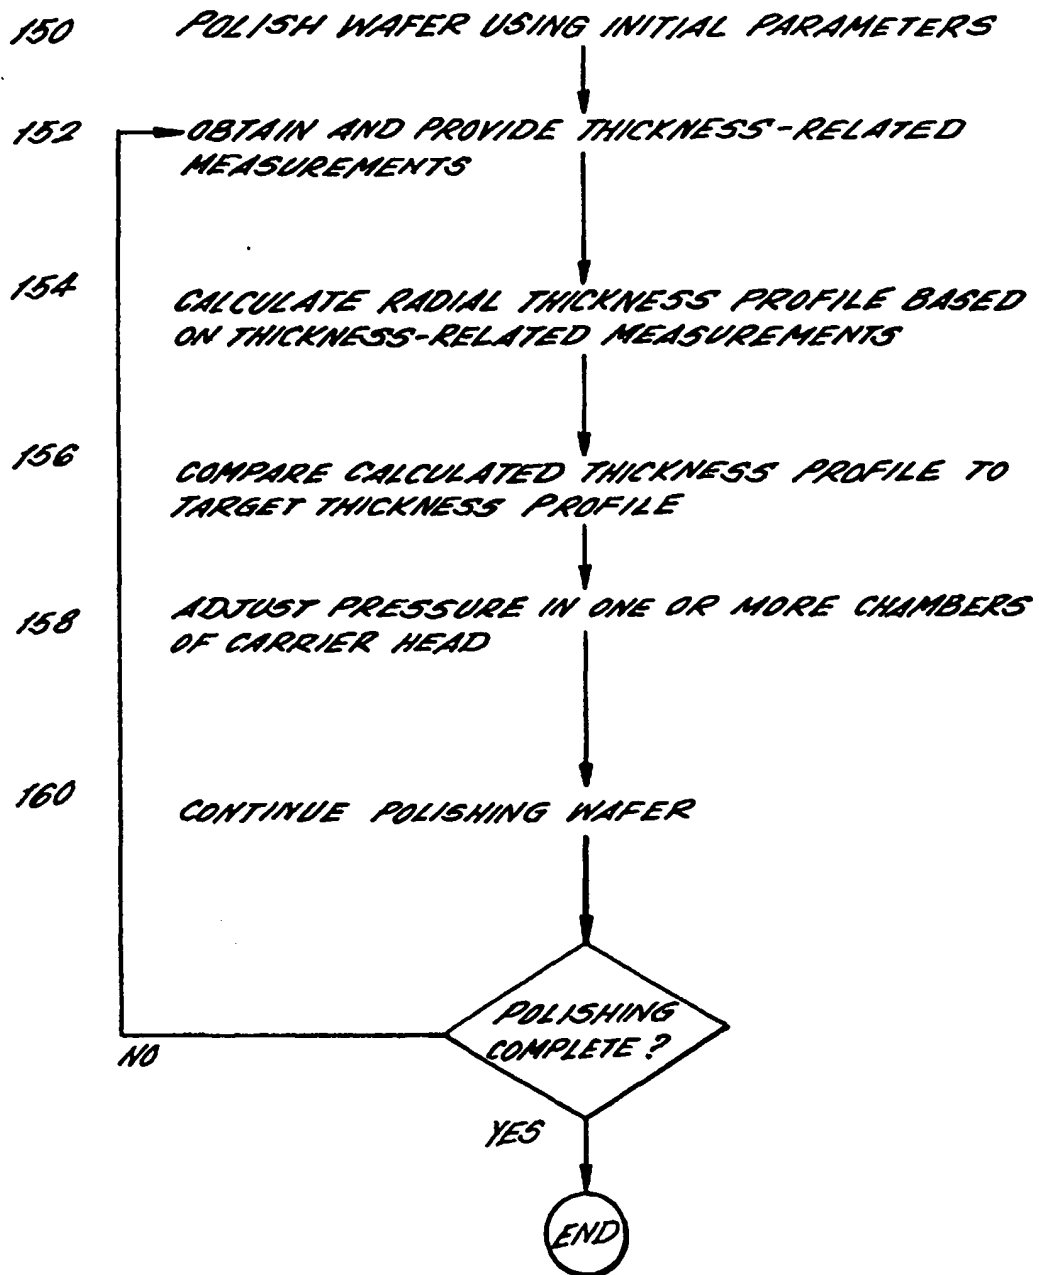 150 POLISH WAFER USING INITIAL PARAMETERS
152 OBTAIN AND PROVIDE THICKNESS-RELATED
MEASUREMENTS
154 CALCULATE RADIAL THICKNESS PROFILE BASED
ON THICKNESS-RELATED MEASUREMENTS
156 COMPARE CALCULATED THICKNESS PROFILE TO
TARGET THICKNESS PROFILE
158 ADJUST PRESSURE IN ONE OR MORE CHAMBERS
OF CARRIER HEAD
160 CONTINUE POLISHING WAFER
POLISHING
COMPLETE?
NO
YES
END